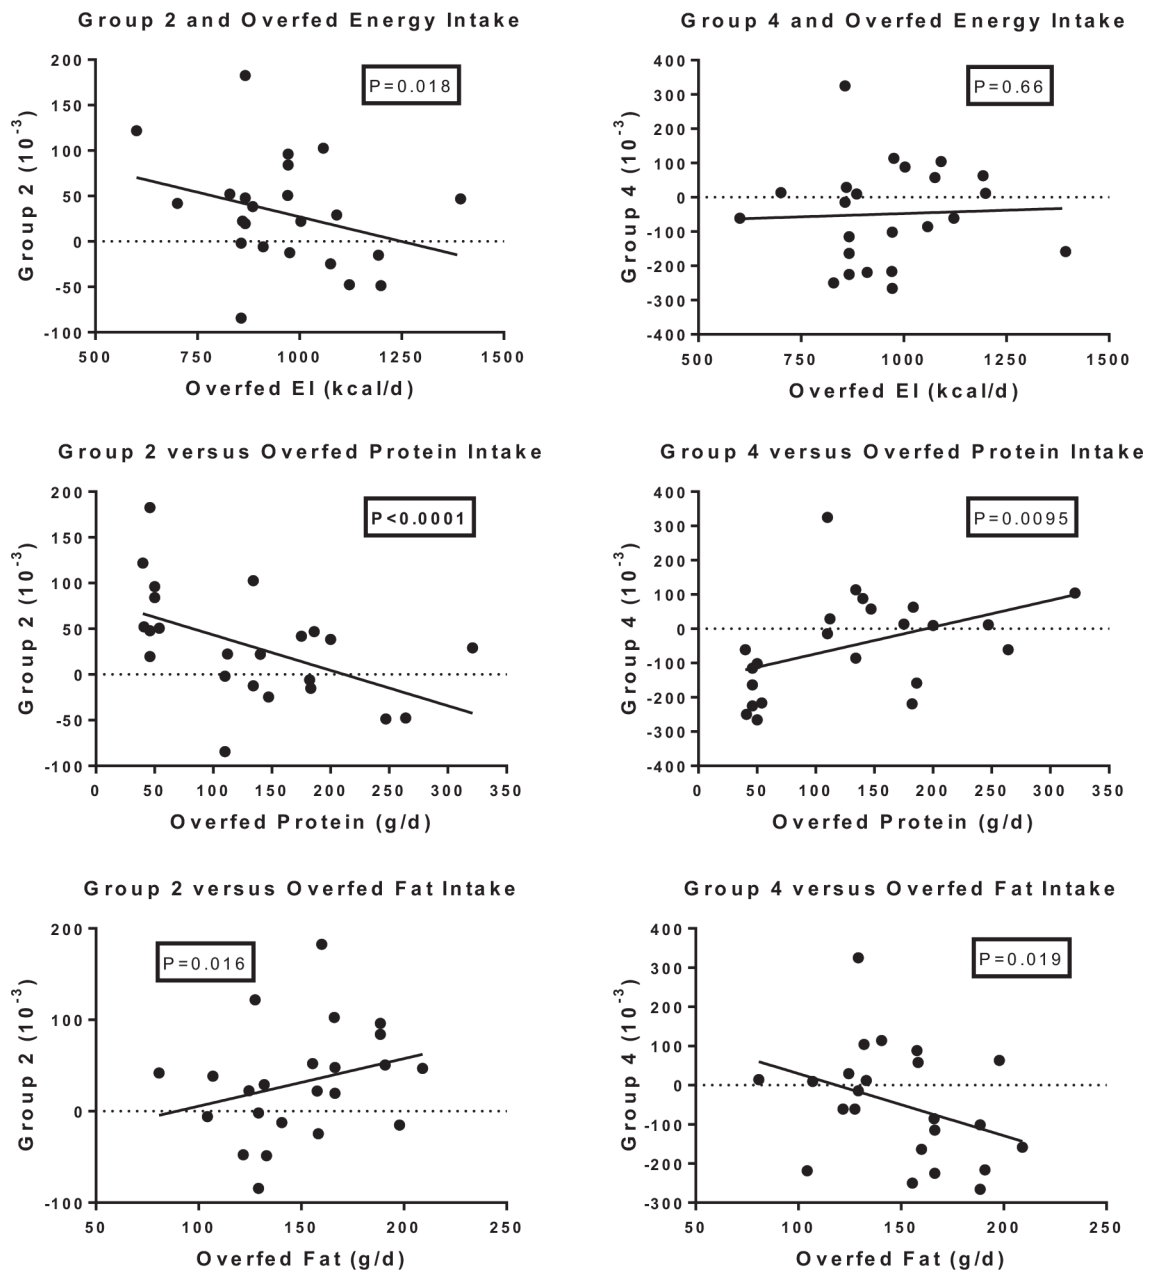 Group 2 and Overfed Energy Intake
200
150
100
50
0
-50
-100
P=0.018
Group 2 (10-3)
500 750 1000 1250 1500
Overfed EI (kcal/d)
Group 4 and Overfed Energy Intake
400
300
200
100
0
-100
-200
-300
-400
P=0.66
Group 4 (10-3)
500 750 1000 1250 1500
Overfed EI (kcal/d)
Group 2 versus Overfed Protein Intake
200
150
100
50
0
-50
-100
P<0.0001
Group 2 (10-3)
0 50 100 150 200 250 300 350
Overfed Protein (g/d)
Group 4 versus Overfed Protein Intake
400
300
200
100
0
-100
-200
-300
-400
P=0.0095
Group 4 (10-3)
0 50 100 150 200 250 300 350
Overfed Protein (g/d)
Group 2 versus Overfed Fat Intake
200
100
0
-100
P=0.016
Group 2 (10-3)
50 100 150 200 250
Overfed Fat (g/d)
Group 4 versus Overfed Fat Intake
400
300
200
100
0
-100
-200
-300
P=0.019
Group 4 (10-3)
50 100 150 200 250
Overfed Fat (g/d)